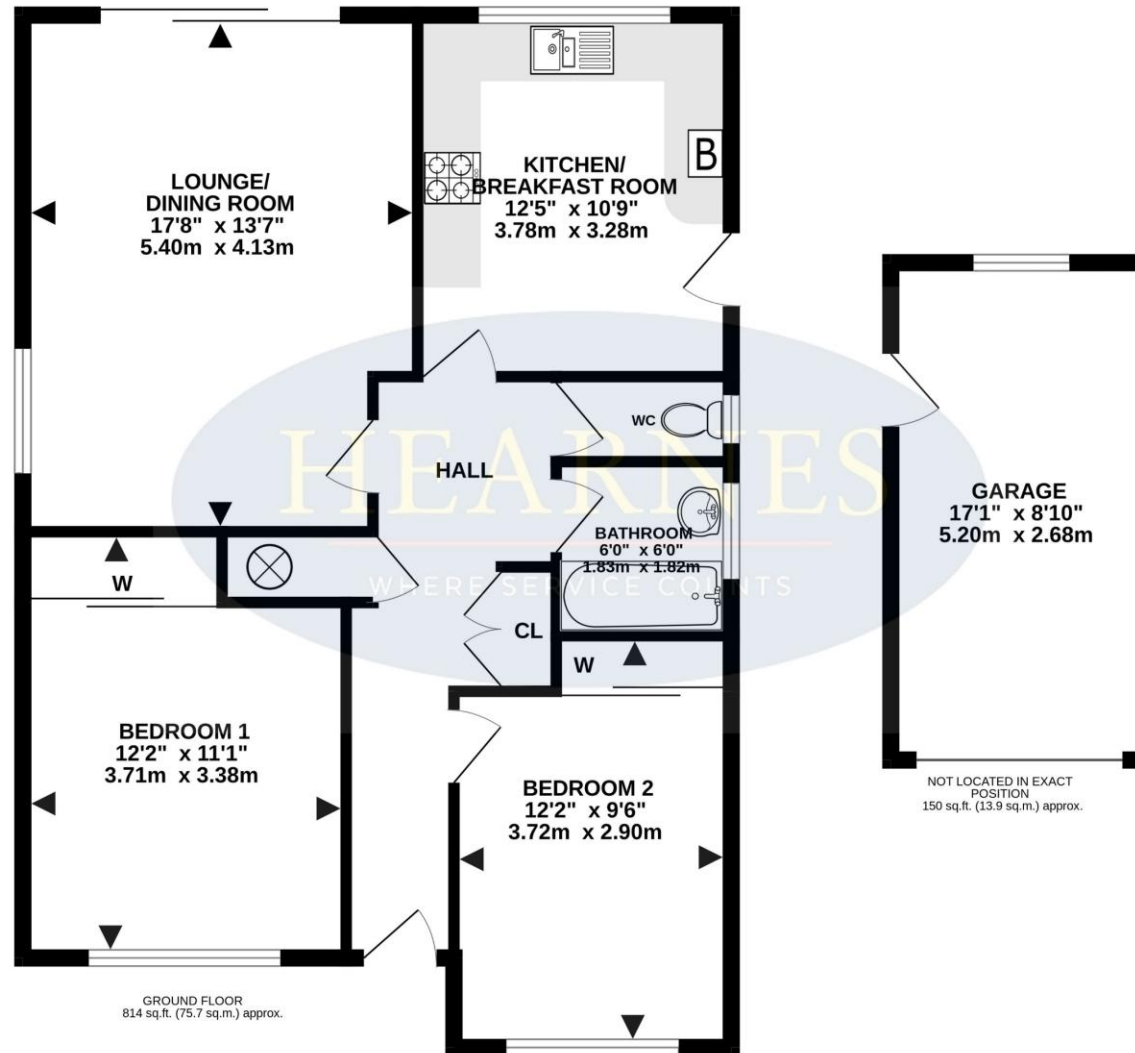 LOUNGE/
DINING ROOM
17'8" x 13'7"
5.40m x 4.13m
KITCHEN/
BREAKFAST ROOM
12'5" x 10'9"
3.78m x 3.28m
B
WC
HALL
HEARNES
WHERE SERVICE COUNTS
BATHROOM
6'0" x 6'0"
1.83m x 1.82m
W
CL
W
BEDROOM 1
12'2" x 11'1"
3.71m x 3.38m
BEDROOM 2
12'2" x 9'6"
3.72m x 2.90m
GARAGE
17'1" x 8'10"
5.20m x 2.68m
NOT LOCATED IN EXACT
POSITION
150 sq.ft. (13.9 sq.m.) approx.
GROUND FLOOR
814 sq.ft. (75.7 sq.m.) approx.